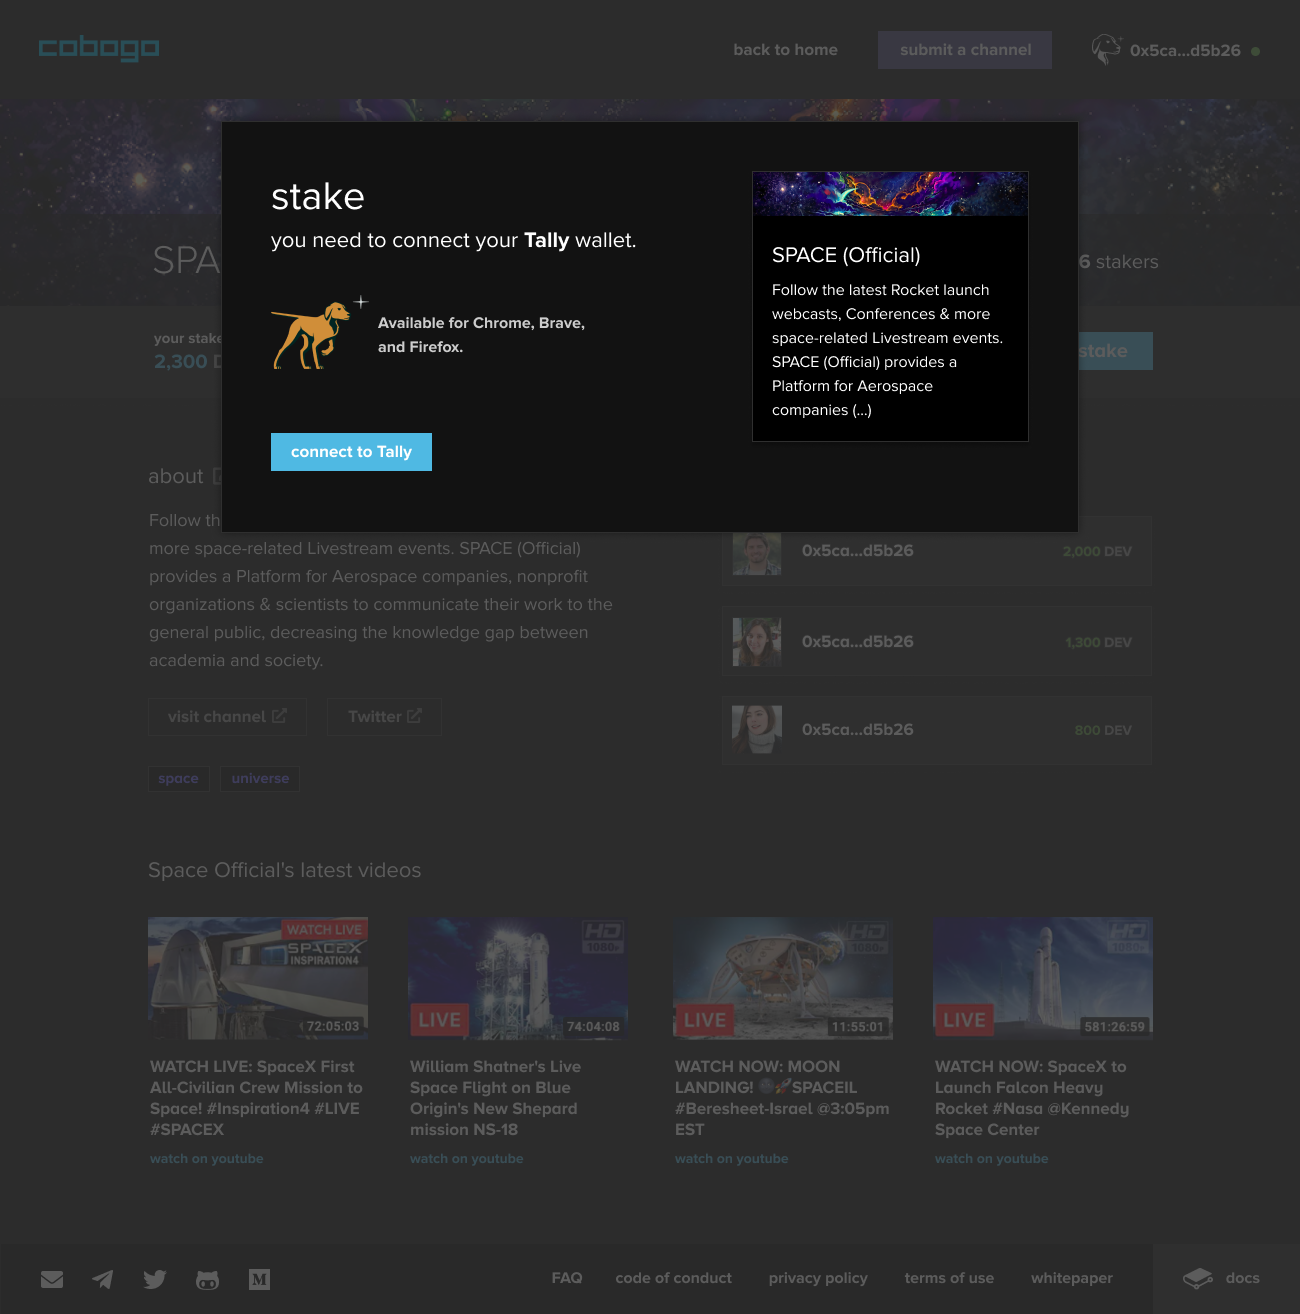 cobogo
back to home
submit a channel
0x5ca...d5b26
stake
you need to connect your Tally wallet.
Available for Chrome, Brave,
and Firefox.
connect to Tally
SPACE (Official)
Follow the latest Rocket launch
webcasts, Conferences & more
space-related Livestream events.
SPACE (Official) provides a
Platform for Aerospace
companies (...)
SPA
6 stakers
your stake
2,300 D
stake
about
Follow th
more space-related Livestream events. SPACE (Official)
provides a Platform for Aerospace companies, nonprofit
organizations & scientists to communicate their work to the
general public, decreasing the knowledge gap between
academia and society.
visit channel
Twitter
space
universe
0x5ca...d5b26
2,000 DEV
0x5ca...d5b26
1,300 DEV
0x5ca...d5b26
800 DEV
Space Official's latest videos
WATCH LIVE
SPACEX
INSPIRATION4
72:05:03
WATCH LIVE: SpaceX First
All-Civilian Crew Mission to
Space! #Inspiration4 #LIVE
#SPACEX
watch on youtube
HD
1080P
LIVE
74:04:08
William Shatner's Live
Space Flight on Blue
Origin's New Shepard
mission NS-18
watch on youtube
HD
1080P
LIVE
11:55:01
WATCH NOW: MOON
LANDING! 🌑🚀SPACEIL
#Beresheet-Israel @3:05pm
EST
watch on youtube
HD
1080P
LIVE
581:26:59
WATCH NOW: SpaceX to
Launch Falcon Heavy
Rocket #Nasa @Kennedy
Space Center
watch on youtube
M
FAQ
code of conduct
privacy policy
terms of use
whitepaper
docs